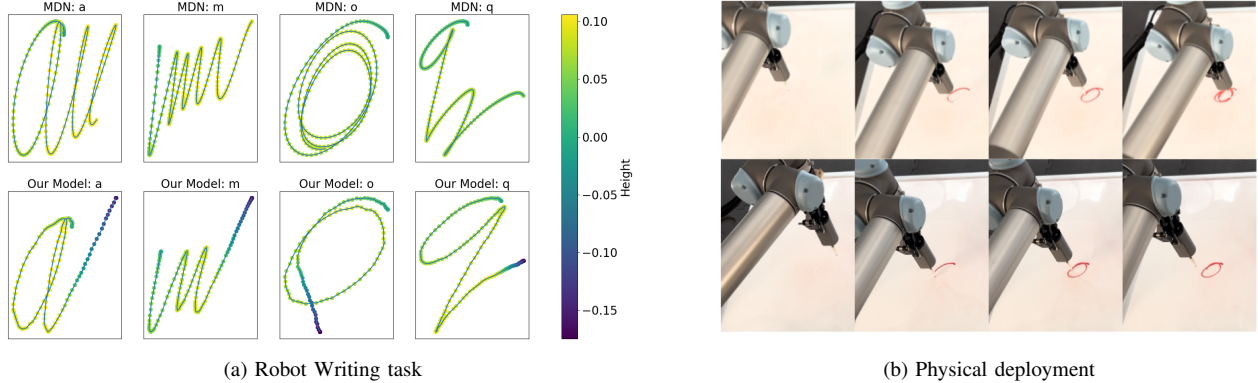 MDN: a MDN: m MDN: o MDN: q
Our Model: a Our Model: m Our Model: o Our Model: q
0.10
0.05
0.00
−0.05
−0.10
−0.15
Height
(a) Robot Writing task
(b) Physical deployment